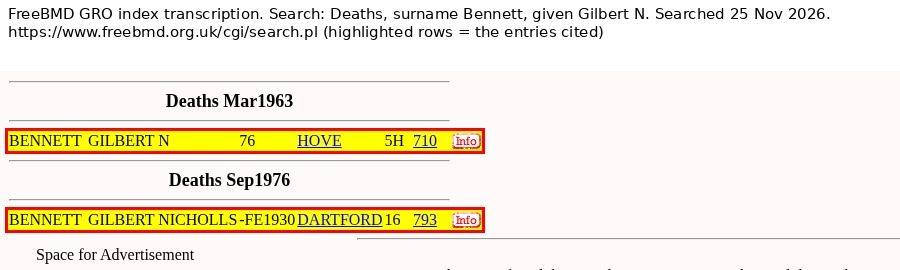 FreeBMD GRO index transcription. Search: Deaths, surname Bennett, given Gilbert N. Searched 25 Nov 2026.
https://www.freebmd.org.uk/cgi/search.pl (highlighted rows = the entries cited)
Deaths Mar1963
BENNETT GILBERT N 76 HOVE 5H 710 Info
Deaths Sep1976
BENNETT GILBERT NICHOLLS -FE1930 DARTFORD 16 793 Info
Space for Advertisement